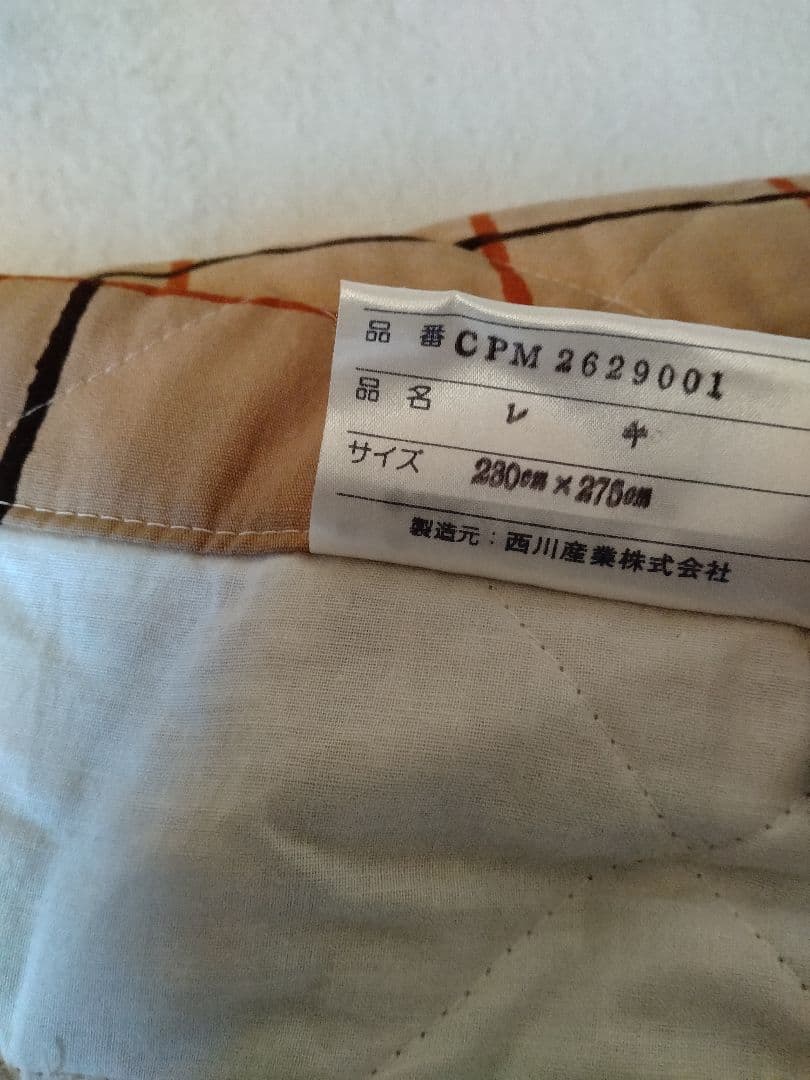 品番 CPM 2629001
品名 レ キ
サイズ 230cm×275cm
製造元：西川産業株式会社